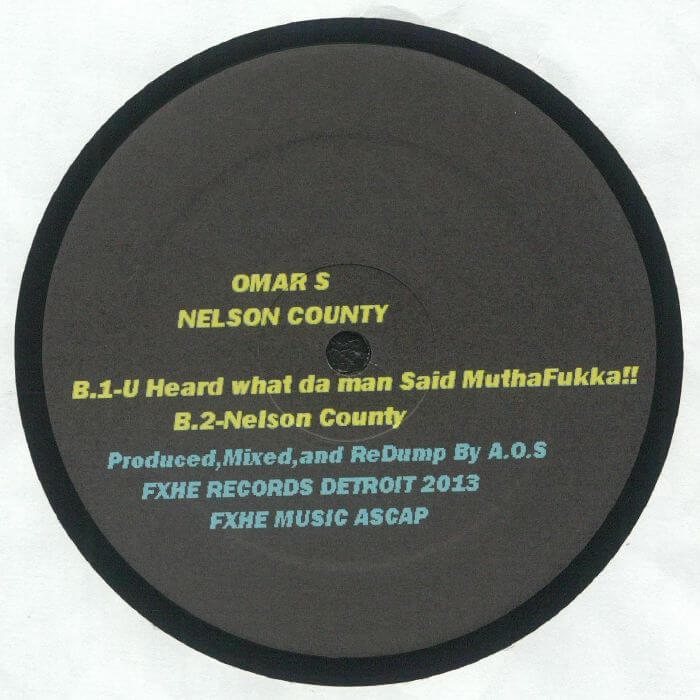 OMAR S
NELSON COUNTY
B.1-U Heard what da man Said MuthaFukka!!
B.2-Nelson County
Produced,Mixed,and ReDump By A.O.S
FXHE RECORDS DETROIT 2013
FXHE MUSIC ASCAP